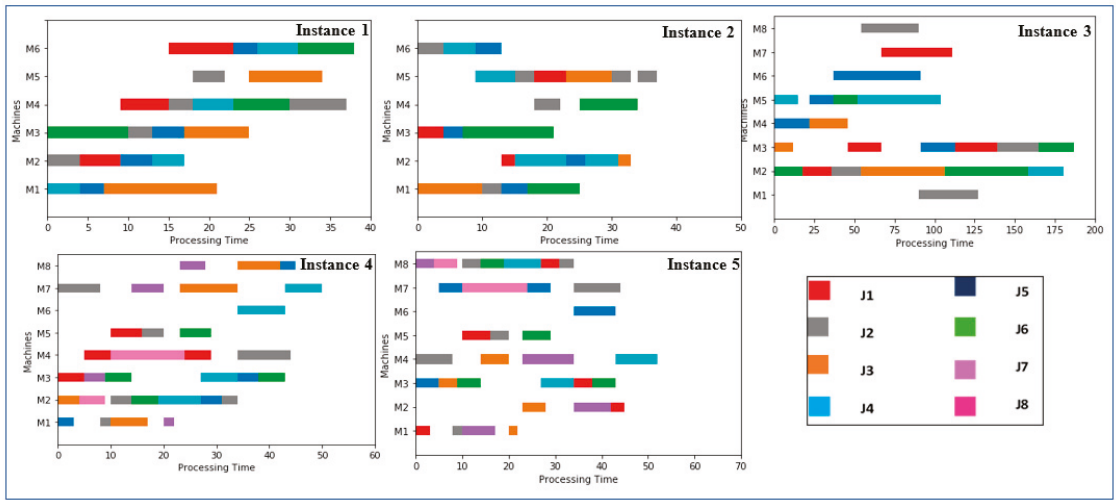 Instance 1
Machines
M6
M5
M4
M3
M2
M1
0 5 10 15 20 25 30 35 40
Processing Time
Instance 2
Machines
M6
M5
M4
M3
M2
M1
0 10 20 30 40 50
Processing Time
Instance 3
Machines
M8
M7
M6
M5
M4
M3
M2
M1
0 25 50 75 100 125 150 175 200
Processing Time
Instance 4
Machines
M8
M7
M6
M5
M4
M3
M2
M1
0 10 20 30 40 50 60
Processing Time
Instance 5
Machines
M8
M7
M6
M5
M4
M3
M2
M1
0 10 20 30 40 50 60 70
Processing Time
J1 J5
J2 J6
J3 J7
J4 J8